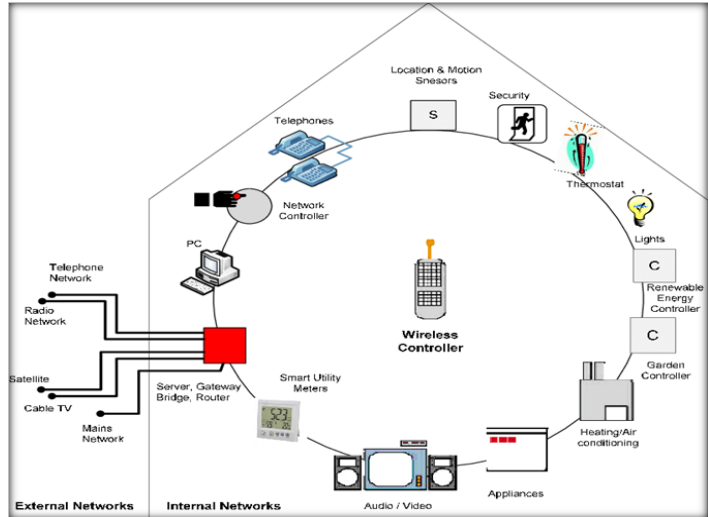 Location & Motion
Snesors
S
Security
Telephones
Thermostat
Network
Controller
Lights
PC
C
Renewable
Energy
Controller
Telephone
Network
Radio
Network
Wireless
Controller
C
Garden
Controller
Satellite
Cable TV
Mains
Network
Server, Gateway
Bridge, Router
Smart Utility
Meters
Heating/Air
conditioning
Appliances
Audio / Video
External Networks
Internal Networks